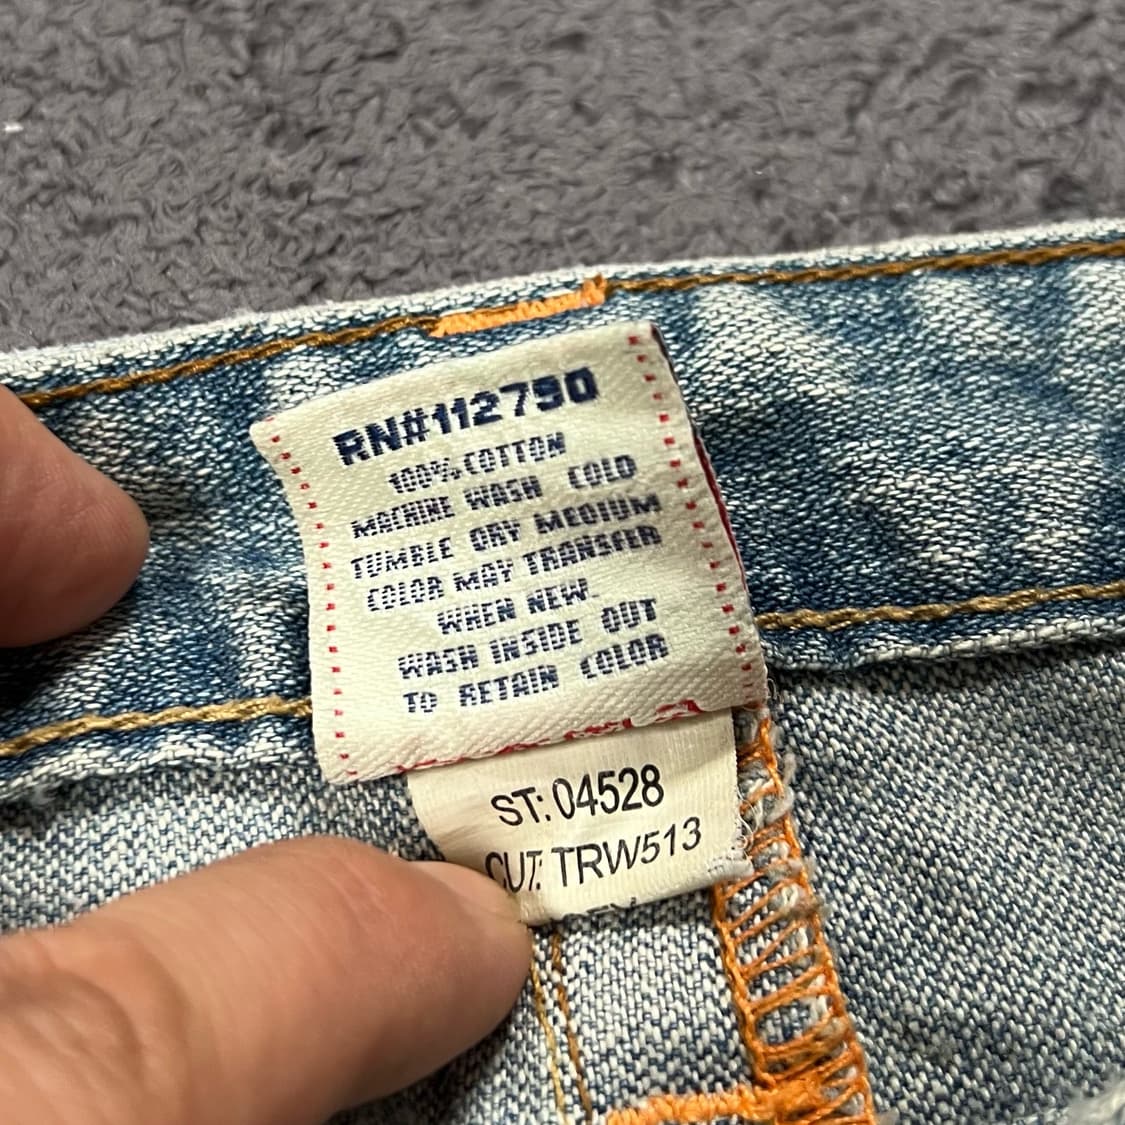 RN#112790
100% COTTON
MACHINE WASH COLD
TUMBLE DRY MEDIUM
COLOR MAY TRANSFER
WHEN NEW.
WASH INSIDE OUT
TO RETAIN COLOR
ST: 04528
CUT: TRW513